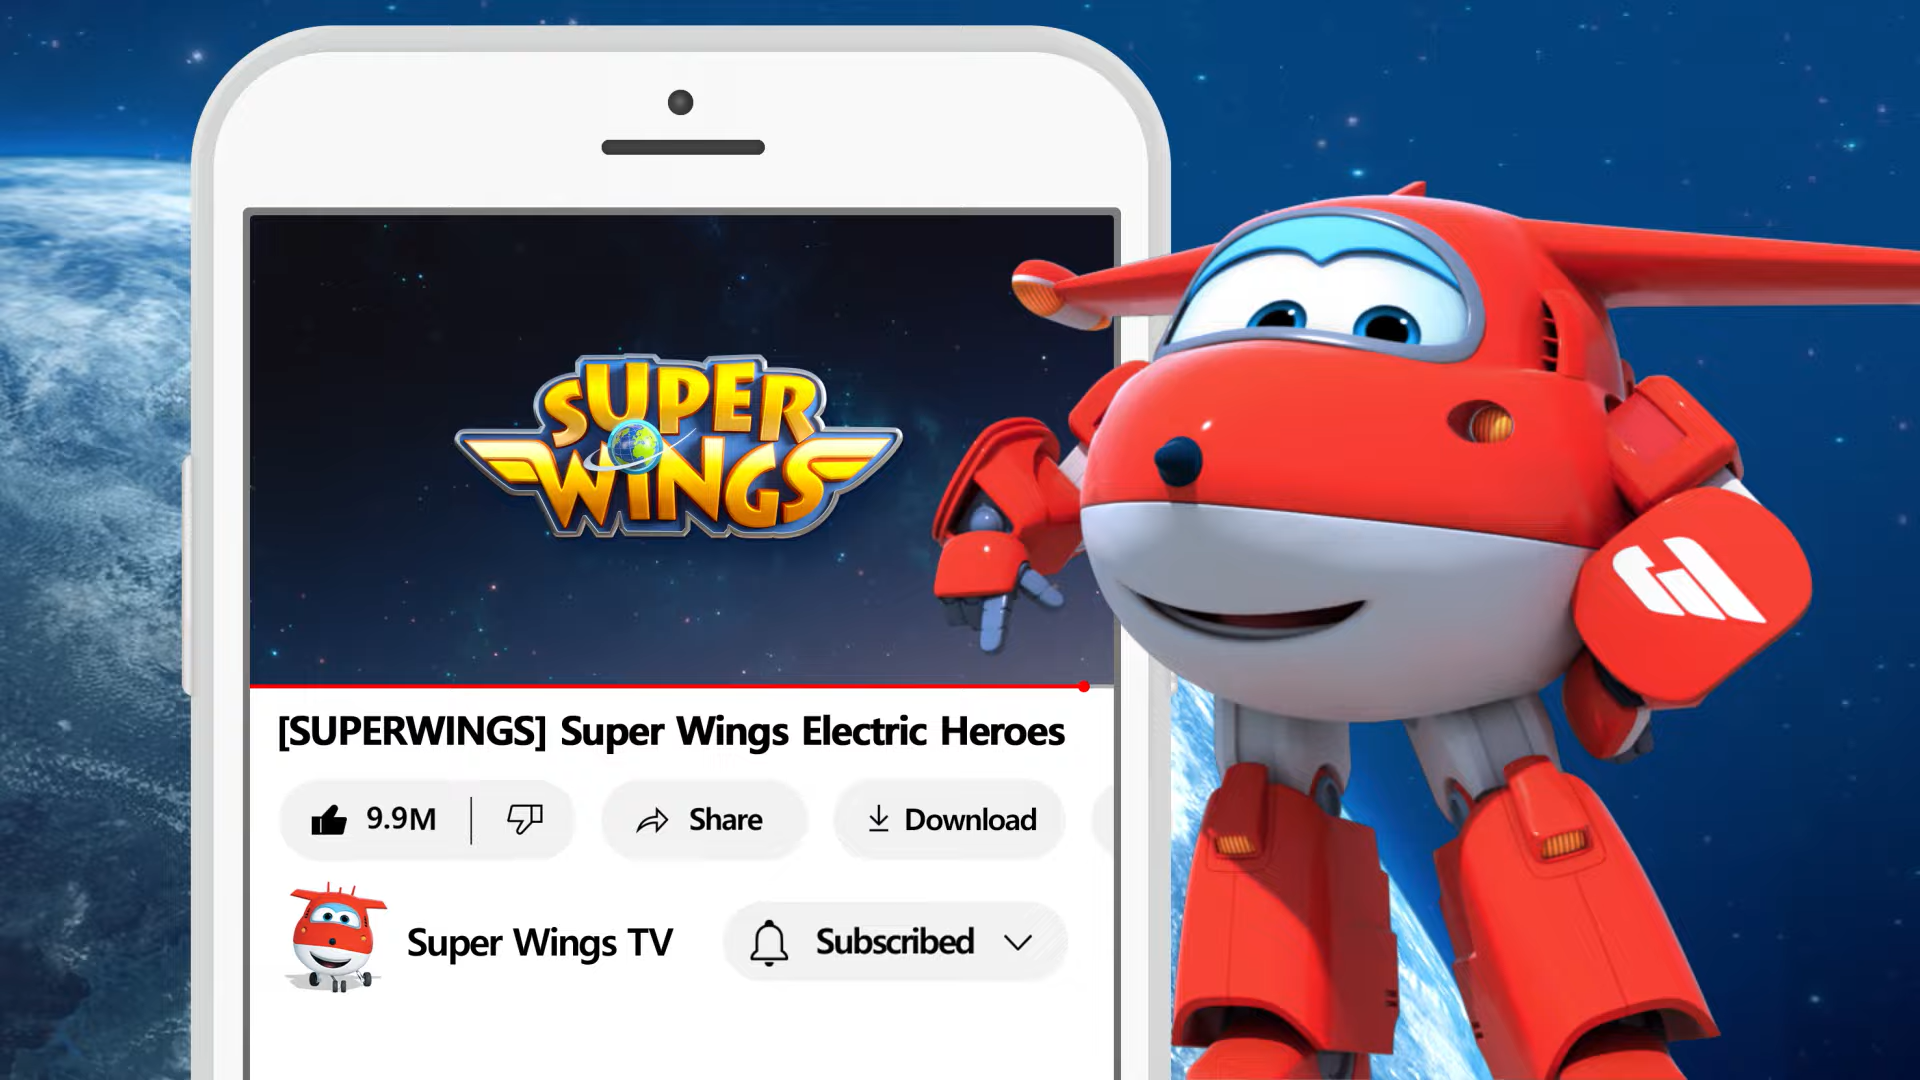 SUPER
WINGS
[SUPERWINGS] Super Wings Electric Heroes
9.9M
Share
Download
Super Wings TV
Subscribed